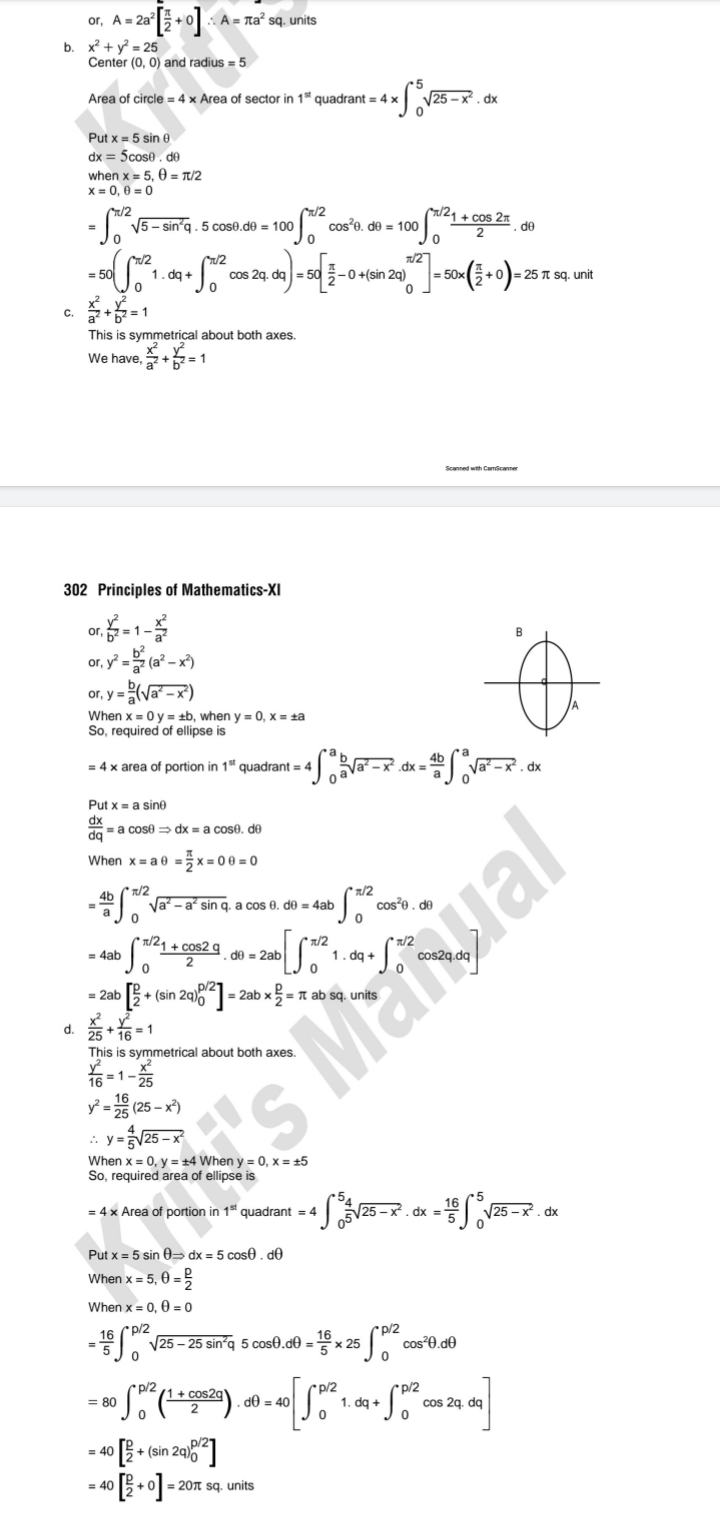 or, A = 2a²[π/2 + 0] ∴ A = πa² sq. units
b. x² + y² = 25
Center (0, 0) and radius = 5
Area of circle = 4 × Area of sector in 1st quadrant = 4 × ∫₀⁵ √(25 – x²) . dx
Put x = 5 sin θ
dx = 5cosθ . dθ
when x = 5, θ = π/2
x = 0, θ = 0
= ∫₀^(π/2) √(5 – sin²q) . 5 cosθ.dθ = 100 ∫₀^(π/2) cos²θ. dθ = 100 ∫₀^(π/2) (1 + cos 2π)/2 . dθ
= 50(∫₀^(π/2) 1 . dq + ∫₀^(π/2) cos 2q. dq) = 50[π/2 – 0 +(sin 2q)₀^(π/2)] = 50×(π/2 + 0) = 25 π sq. unit
c. x²/a² + y²/b² = 1
This is symmetrical about both axes.
We have, x²/a² + y²/b² = 1
Scanned with CamScanner
302 Principles of Mathematics-XI
or, y²/b² = 1 – x²/a²
or, y² = b²/a² (a² – x²)
or, y = b/a(√(a² – x²))
When x = 0 y = ±b, when y = 0, x = ±a
So, required of ellipse is
B
A
= 4 × area of portion in 1st quadrant = 4 ∫₀^a b/a √(a² – x²) .dx = 4b/a ∫₀^a √(a² – x²) . dx
Put x = a sinθ
dx/dq = a cosθ ⇒ dx = a cosθ. dθ
When x = a θ = π/2 x = 0 θ = 0
= 4b/a ∫₀^(π/2) √(a² – a² sin q). a cos θ. dθ = 4ab ∫₀^(π/2) cos²θ . dθ
= 4ab ∫₀^(π/2) (1 + cos2 q)/2 . dθ = 2ab [∫₀^(π/2) 1 . dq + ∫₀^(π/2) cos2q.dq]
= 2ab [p/2 + (sin 2q)₀^(p/2)] = 2ab × p/2 = π ab sq. units
d. x²/25 + y²/16 = 1
This is symmetrical about both axes.
y²/16 = 1 – x²/25
y² = 16/25 (25 – x²)
∴ y = 4/5 √(25 – x²)
When x = 0, y = ±4 When y = 0, x = ±5
So, required area of ellipse is
= 4 × Area of portion in 1st quadrant = 4 ∫₀⁵ 4/5 √(25 – x²) . dx = 16/5 ∫₀⁵ √(25 – x²) . dx
Put x = 5 sin θ⇒ dx = 5 cosθ . dθ
When x = 5, θ = p/2
When x = 0, θ = 0
= 16/5 ∫₀^(p/2) √(25 – 25 sin²q) 5 cosθ.dθ = 16/5 × 25 ∫₀^(p/2) cos²θ.dθ
= 80 ∫₀^(p/2) ((1 + cos2q)/2) . dθ = 40 [∫₀^(p/2) 1. dq + ∫₀^(p/2) cos 2q. dq]
= 40 [p/2 + (sin 2q)₀^(p/2)]
= 40 [p/2 + 0] = 20π sq. units
Kriti's
Kriti's Manual